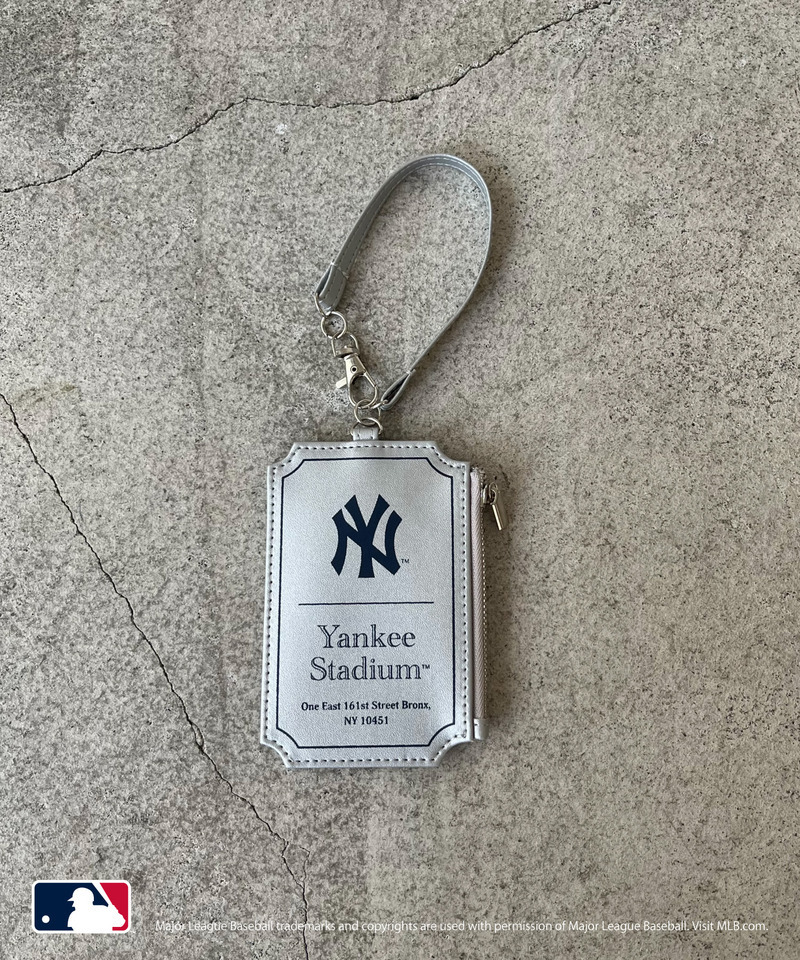 NY™
Yankee
Stadium™
One East 161st Street Bronx,
NY 10451
Major League Baseball trademarks and copyrights are used with permission of Major League Baseball. Visit MLB.com.